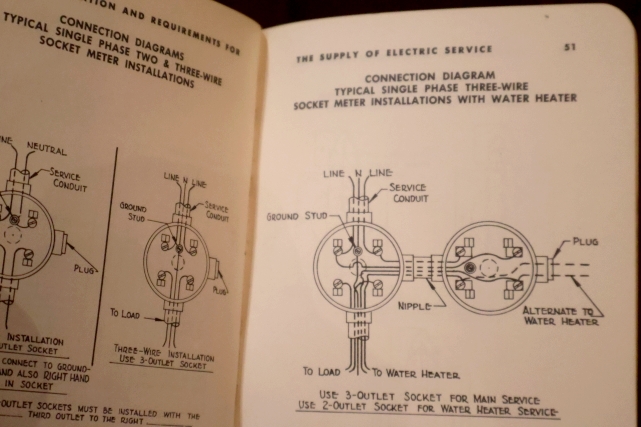 ION AND REQUIREMENTS FOR
CONNECTION DIAGRAMS
TYPICAL SINGLE PHASE TWO & THREE-WIRE
SOCKET METER INSTALLATIONS
NEUTRAL
SERVICE
CONDUIT
PLUG
INSTALLATION
OUTLET SOCKET
CONNECT TO GROUND-
AND ALSO RIGHT HAND
IN SOCKET
LINE N LINE
SERVICE
CONDUIT
GROUND
STUD
PLUG
TO LOAD
THREE-WIRE INSTALLATION
USE 3-OUTLET SOCKET
OUTLET SOCKETS MUST BE INSTALLED WITH THE
THIRD OUTLET TO THE RIGHT
THE SUPPLY OF ELECTRIC SERVICE 51
CONNECTION DIAGRAM
TYPICAL SINGLE PHASE THREE-WIRE
SOCKET METER INSTALLATIONS WITH WATER HEATER
LINE N LINE
SERVICE
CONDUIT
GROUND STUD
PLUG
NIPPLE
ALTERNATE TO
WATER HEATER
TO LOAD TO WATER HEATER
USE 3-OUTLET SOCKET FOR MAIN SERVICE
USE 2-OUTLET SOCKET FOR WATER HEATER SERVICE